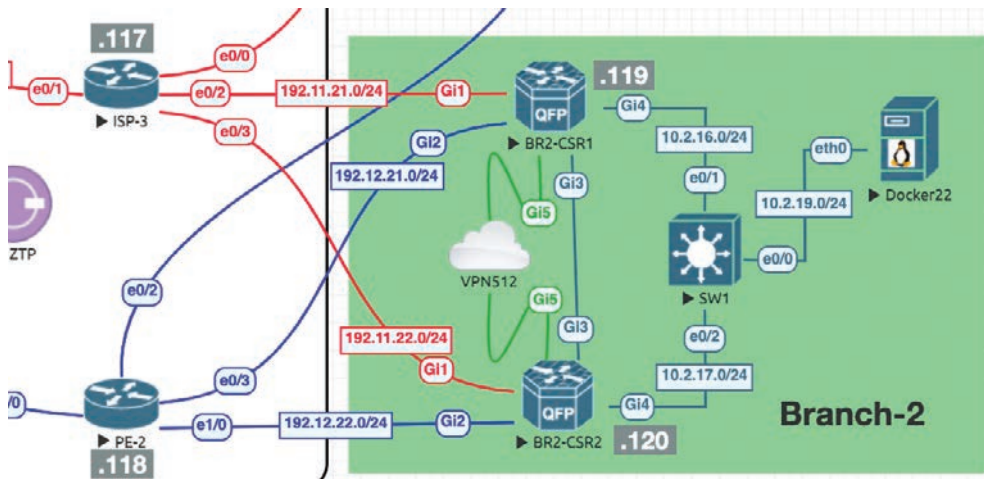 .117
e0/0
e0/1
e0/2
192.11.21.0/24
Gi1
QFP
.119
Gi4
ISP-3
e0/3
BR2-CSR1
Gi2
192.12.21.0/24
10.2.16.0/24
eth0
Docker22
Gi3
e0/1
10.2.19.0/24
Gi5
ZTP
VPN512
e0/0
SW1
e0/2
Gi5
Gi3
e0/2
192.11.22.0/24
Gi1
10.2.17.0/24
e0/3
/0
QFP
Gi4
Branch-2
PE-2
e1/0
192.12.22.0/24
Gi2
BR2-CSR2
.120
.118